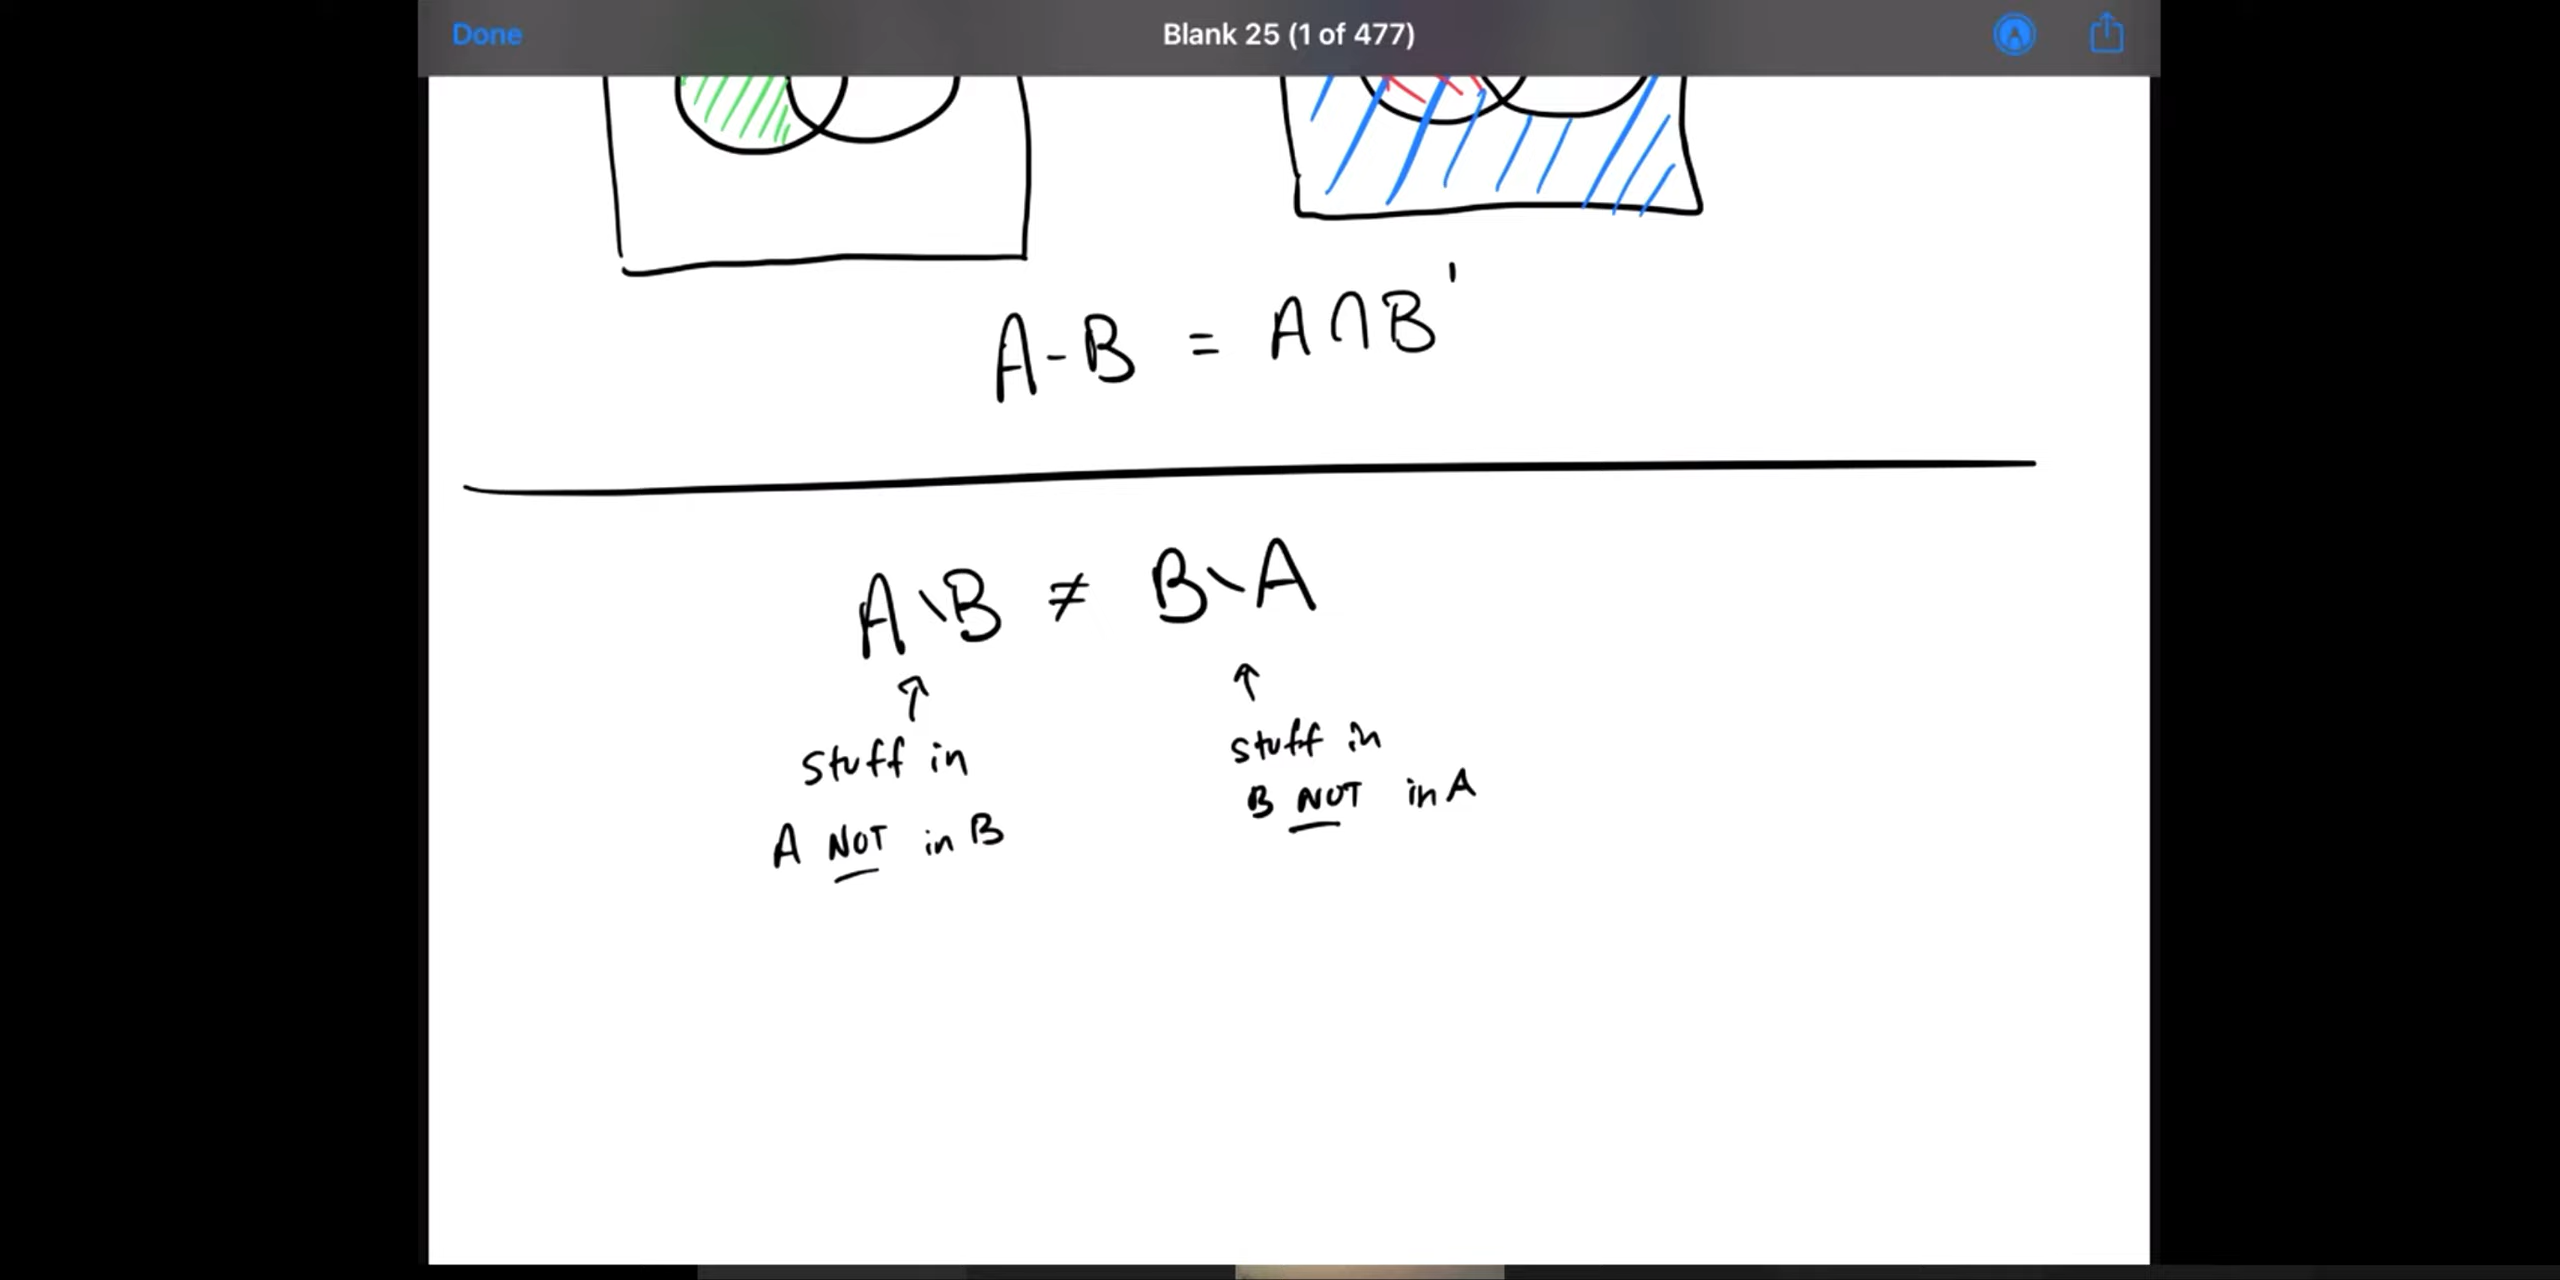 Done
Blank 25 (1 of 477)
A-B = A∩B'
A\B ≠ B\A
↑ ↑
stuff in
A NOT in B
stuff in
B NOT in A